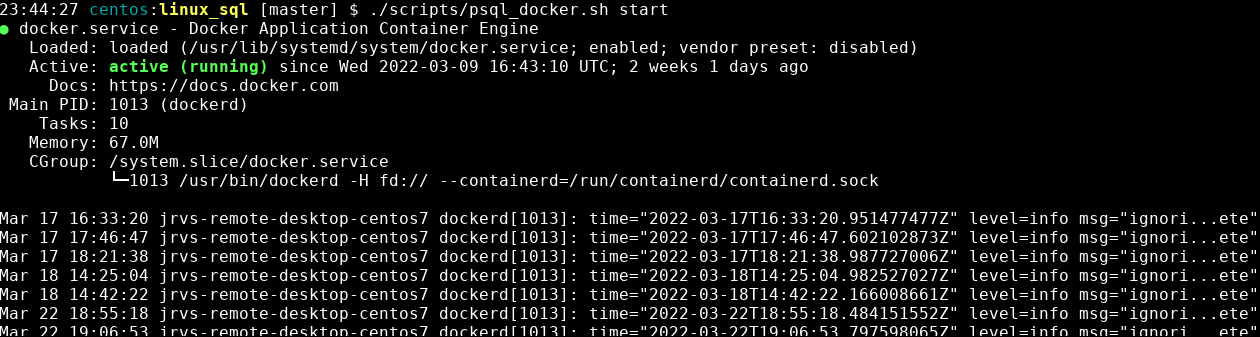 23:44:27 centos:linux_sql [master] $ ./scripts/psql_docker.sh start
● docker.service - Docker Application Container Engine
   Loaded: loaded (/usr/lib/systemd/system/docker.service; enabled; vendor preset: disabled)
   Active: active (running) since Wed 2022-03-09 16:43:10 UTC; 2 weeks 1 days ago
     Docs: https://docs.docker.com
 Main PID: 1013 (dockerd)
    Tasks: 10
   Memory: 67.0M
   CGroup: /system.slice/docker.service
           └─1013 /usr/bin/dockerd -H fd:// --containerd=/run/containerd/containerd.sock

Mar 17 16:33:20 jrvs-remote-desktop-centos7 dockerd[1013]: time="2022-03-17T16:33:20.951477477Z" level=info msg="ignori...ete"
Mar 17 17:46:47 jrvs-remote-desktop-centos7 dockerd[1013]: time="2022-03-17T17:46:47.602102873Z" level=info msg="ignori...ete"
Mar 17 18:21:38 jrvs-remote-desktop-centos7 dockerd[1013]: time="2022-03-17T18:21:38.987727006Z" level=info msg="ignori...ete"
Mar 18 14:25:04 jrvs-remote-desktop-centos7 dockerd[1013]: time="2022-03-18T14:25:04.982527027Z" level=info msg="ignori...ete"
Mar 18 14:42:22 jrvs-remote-desktop-centos7 dockerd[1013]: time="2022-03-18T14:42:22.166008661Z" level=info msg="ignori...ete"
Mar 22 18:55:18 jrvs-remote-desktop-centos7 dockerd[1013]: time="2022-03-22T18:55:18.484151552Z" level=info msg="ignori...ete"
Mar 22 19:06:53 jrvs-remote-desktop-centos7 dockerd[1013]: time="2022-03-22T19:06:53.797598065Z" level=info msg="ignori...ete"